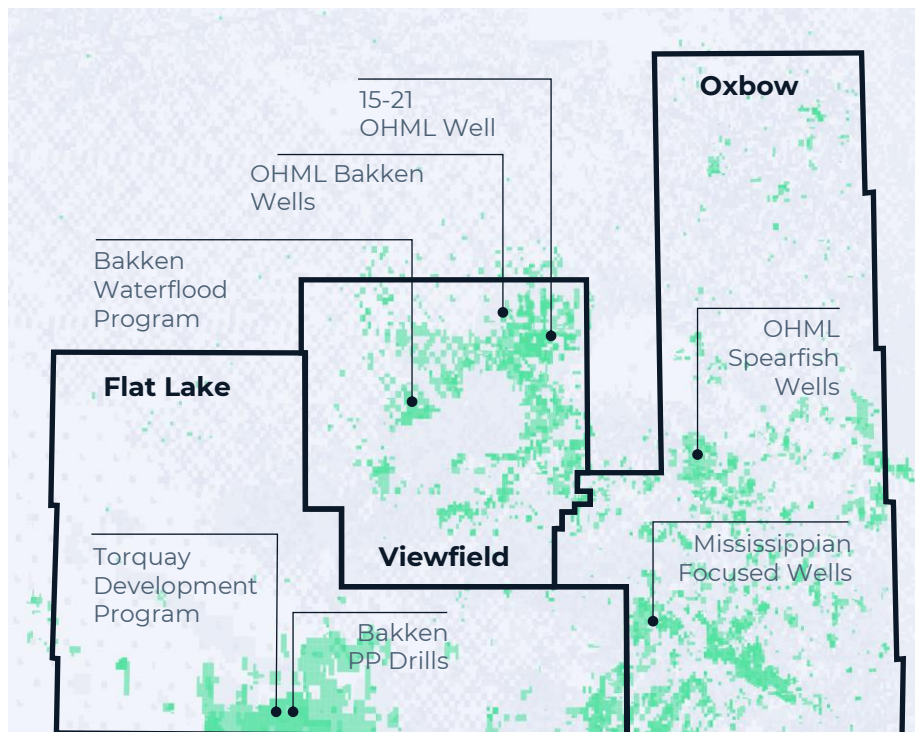 Oxbow
15-21
OHML Well
OHML Bakken
Wells
Bakken
Waterflood
Program
OHML
Spearfish
Wells
Flat Lake
Viewfield
Mississippian
Focused Wells
Torquay
Development
Program
Bakken
PP Drills